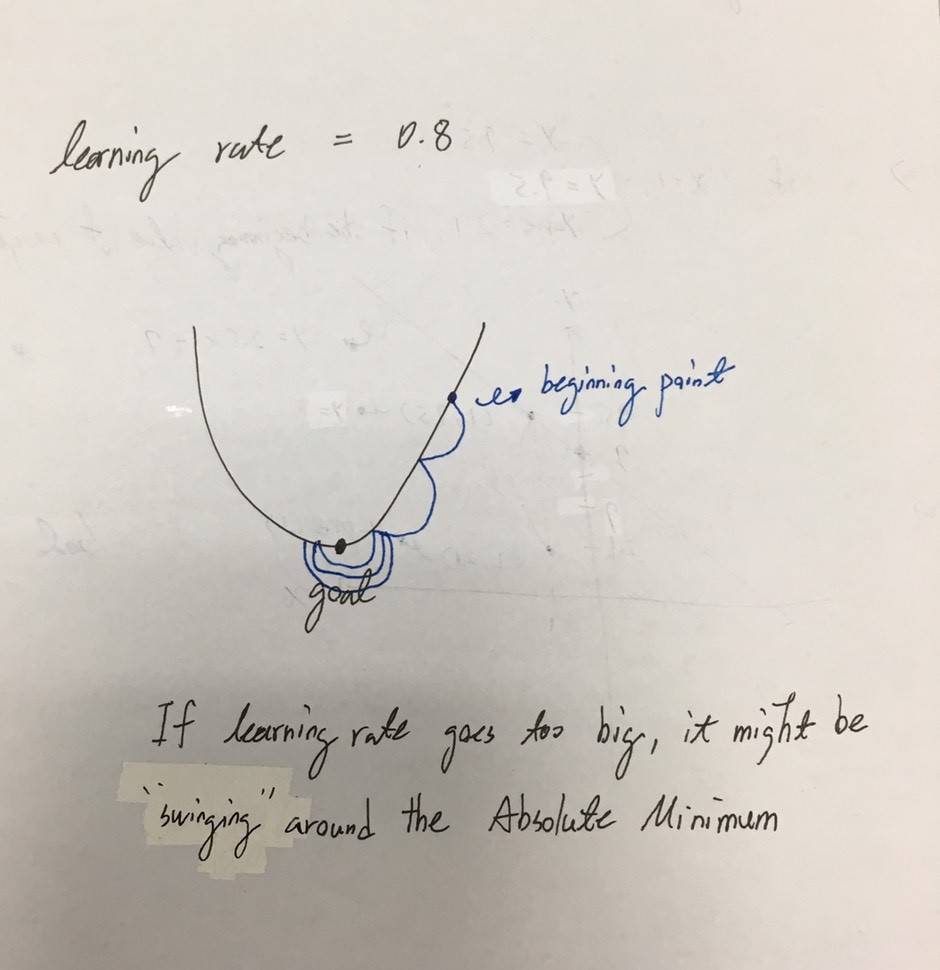 learning rate = 0.8
beginning point
goal
If learning rate goes too big, it might be
"swinging" around the Absolute Minimum